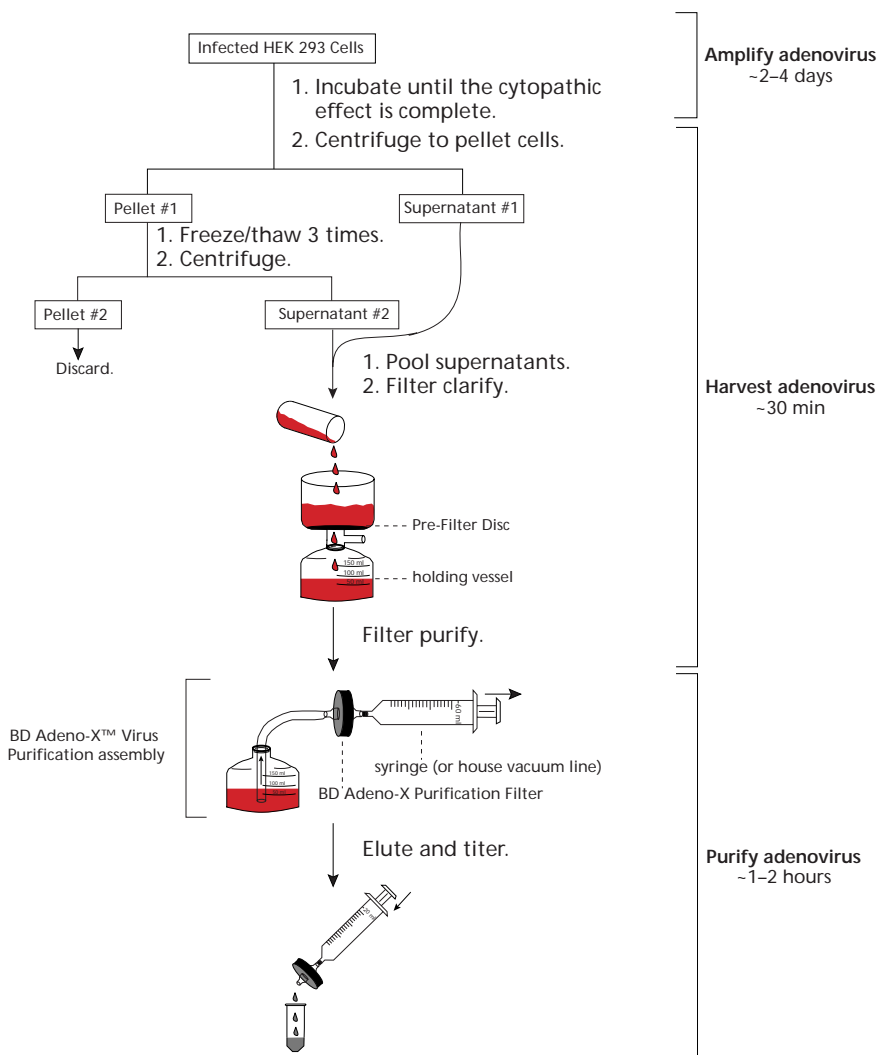 Infected HEK 293 Cells
1. Incubate until the cytopathic
effect is complete.
2. Centrifuge to pellet cells.
Amplify adenovirus
~2–4 days
Pellet #1
Supernatant #1
1. Freeze/thaw 3 times.
2. Centrifuge.
Pellet #2
Supernatant #2
Discard.
1. Pool supernatants.
2. Filter clarify.
Harvest adenovirus
~30 min
Pre-Filter Disc
150 ml
100 ml
holding vessel
Filter purify.
BD Adeno-X™ Virus
Purification assembly
60 ml
150 ml
100 ml
syringe (or house vacuum line)
BD Adeno-X Purification Filter
Elute and titer.
Purify adenovirus
~1–2 hours
20 ml